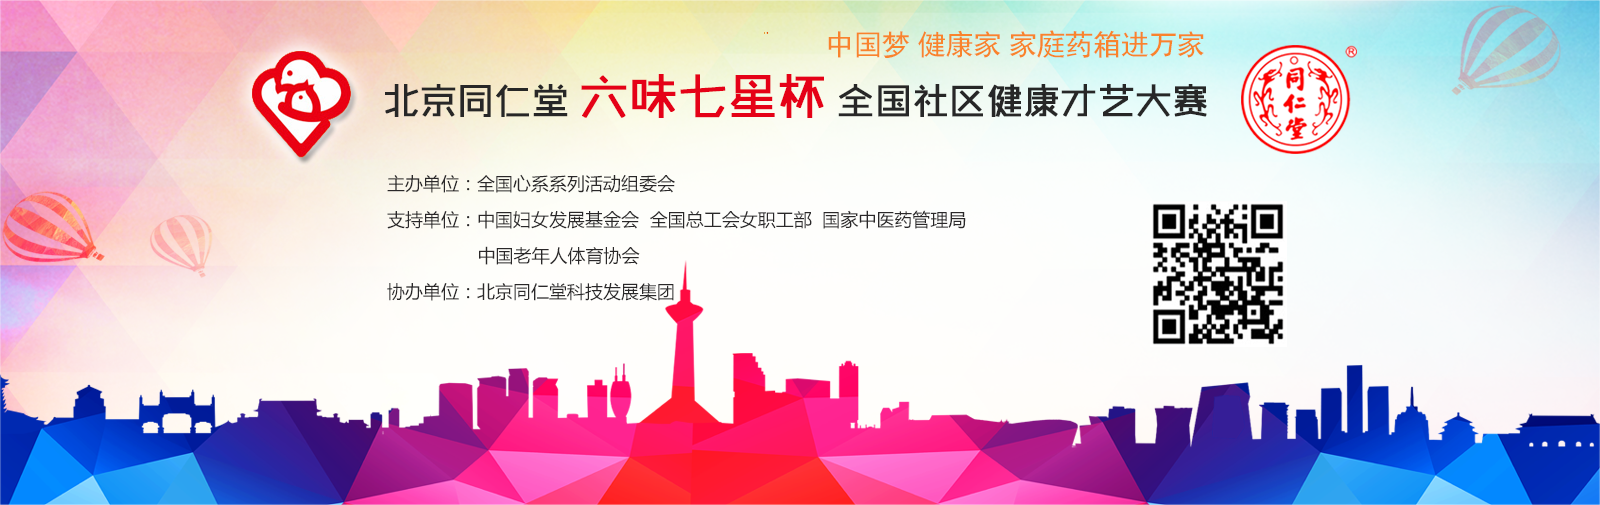 中国梦 健康家 家庭药箱进万家
北京同仁堂 六味七星杯 全国社区健康才艺大赛
同仁堂
®
主办单位：全国心系系列活动组委会
支持单位：中国妇女发展基金会 全国总工会女职工部 国家中医药管理局
中国老年人体育协会
协办单位：北京同仁堂科技发展集团